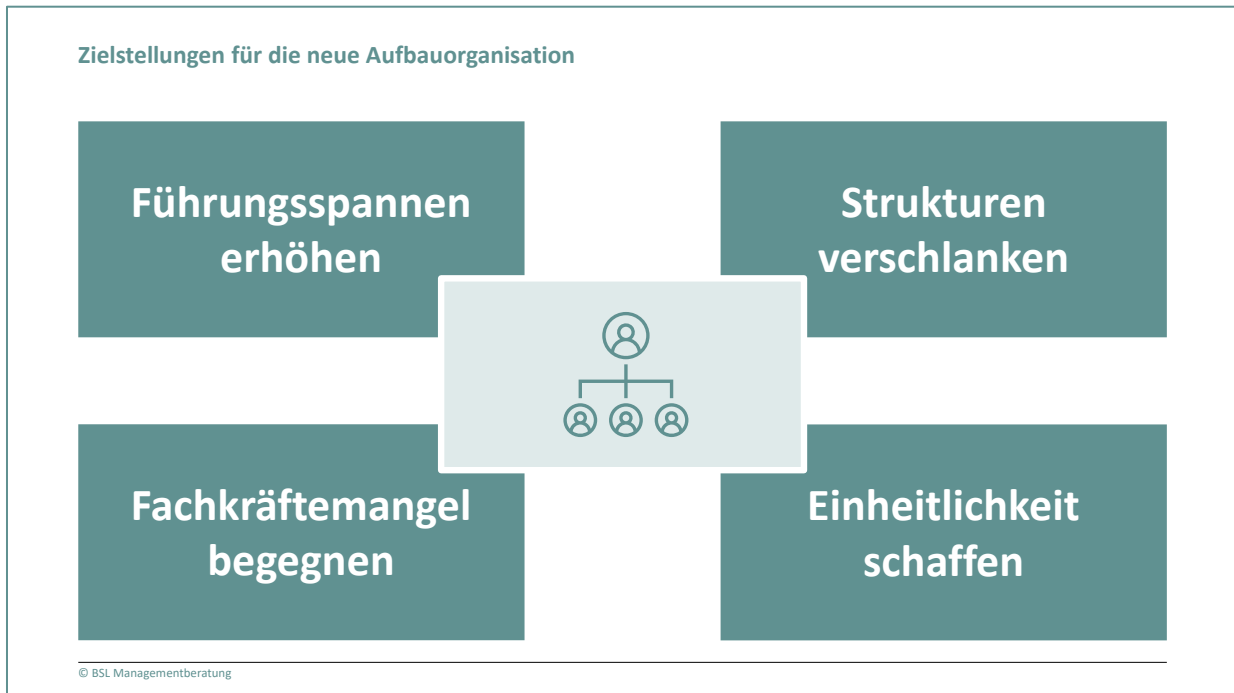 Zielstellungen für die neue Aufbauorganisation
Führungsspannen
erhöhen
Strukturen
verschlanken
Fachkräftemangel
begegnen
Einheitlichkeit
schaffen
© BSL Managementberatung